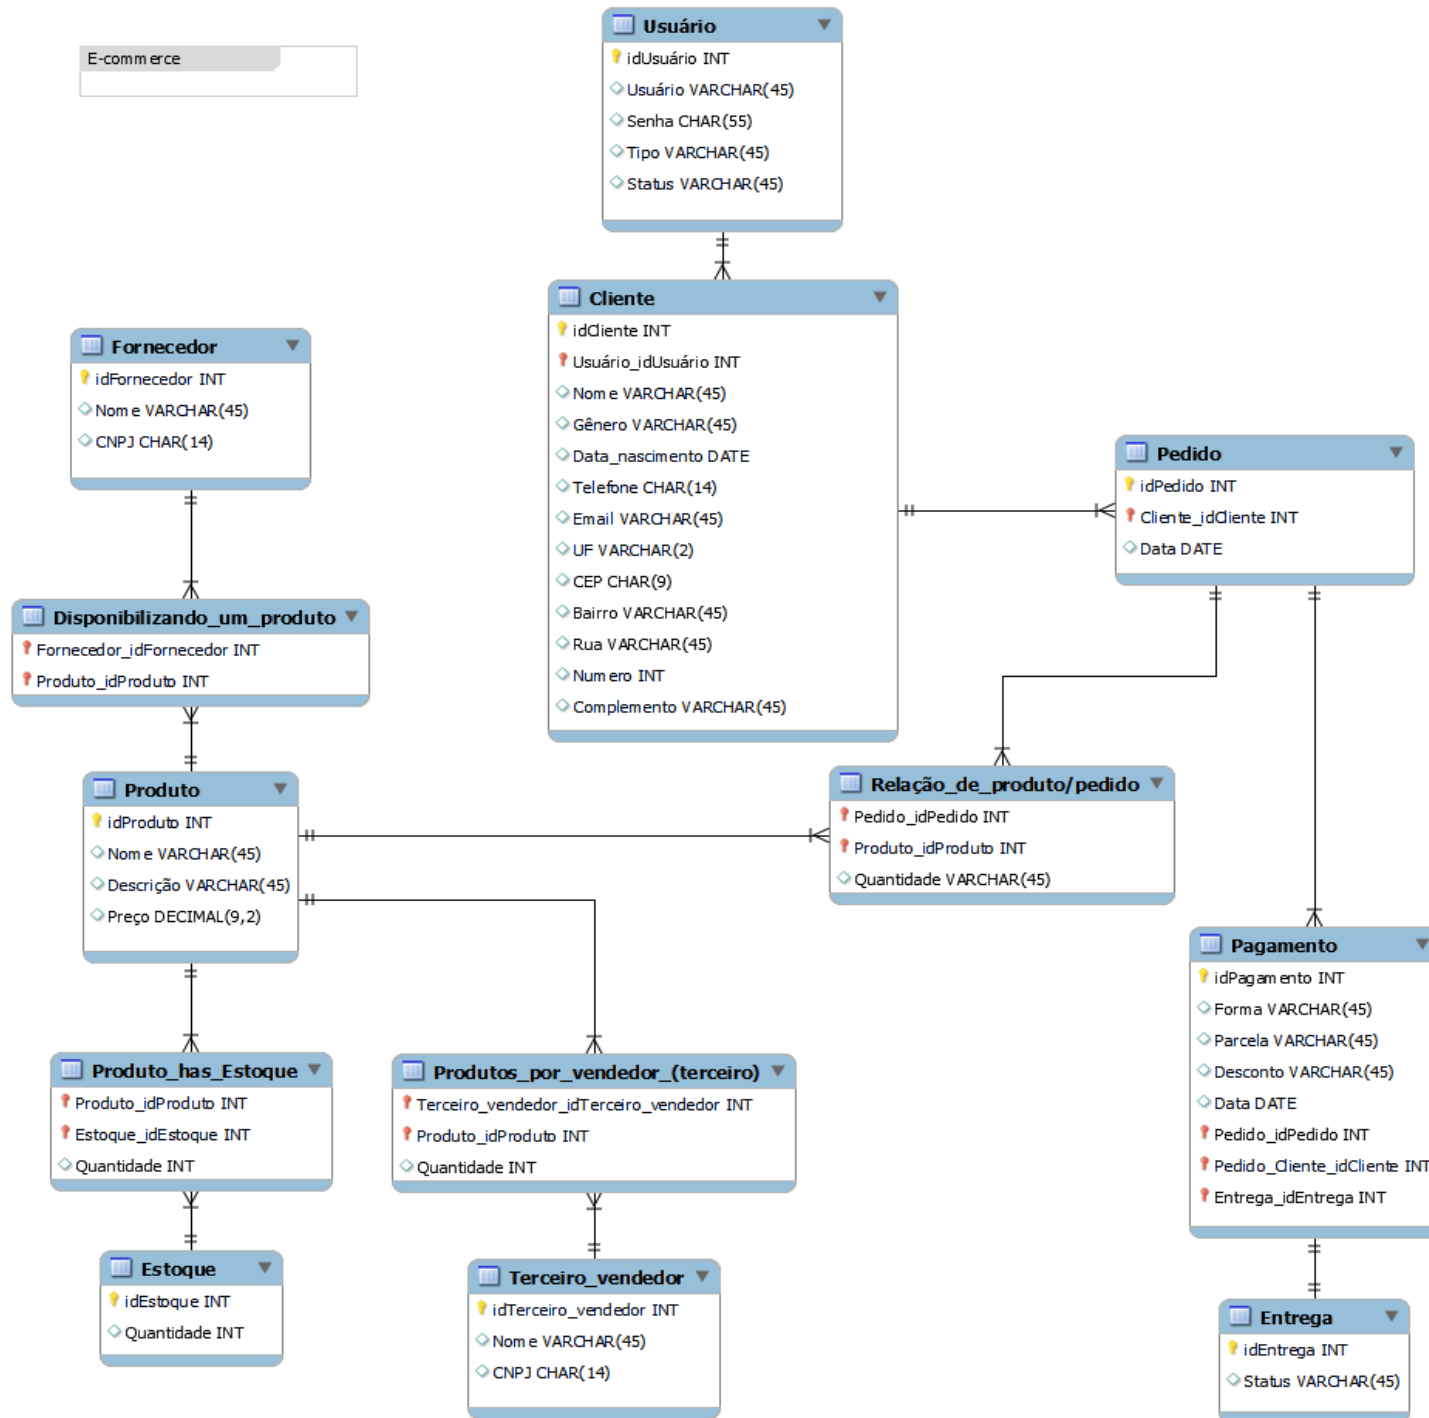 E-commerce
Usuário
idUsuário INT
Usuário VARCHAR(45)
Senha CHAR(55)
Tipo VARCHAR(45)
Status VARCHAR(45)
Cliente
idCliente INT
Usuário_idUsuário INT
Nome VARCHAR(45)
Gênero VARCHAR(45)
Data_nascimento DATE
Telefone CHAR(14)
Email VARCHAR(45)
UF VARCHAR(2)
CEP CHAR(9)
Bairro VARCHAR(45)
Rua VARCHAR(45)
Numero INT
Complemento VARCHAR(45)
Fornecedor
idFornecedor INT
Nome VARCHAR(45)
CNPJ CHAR(14)
Pedido
idPedido INT
Cliente_idCliente INT
Data DATE
Disponibilizando_um_produto
Fornecedor_idFornecedor INT
Produto_idProduto INT
Produto
idProduto INT
Nome VARCHAR(45)
Descrição VARCHAR(45)
Preço DECIMAL(9,2)
Relação_de_produto/pedido
Pedido_idPedido INT
Produto_idProduto INT
Quantidade VARCHAR(45)
Pagamento
idPagamento INT
Forma VARCHAR(45)
Parcela VARCHAR(45)
Desconto VARCHAR(45)
Data DATE
Pedido_idPedido INT
Pedido_Cliente_idCliente INT
Entrega_idEntrega INT
Produto_has_Estoque
Produto_idProduto INT
Estoque_idEstoque INT
Quantidade INT
Produtos_por_vendedor_(terceiro)
Terceiro_vendedor_idTerceiro_vendedor INT
Produto_idProduto INT
Quantidade INT
Estoque
idEstoque INT
Quantidade INT
Terceiro_vendedor
idTerceiro_vendedor INT
Nome VARCHAR(45)
CNPJ CHAR(14)
Entrega
idEntrega INT
Status VARCHAR(45)